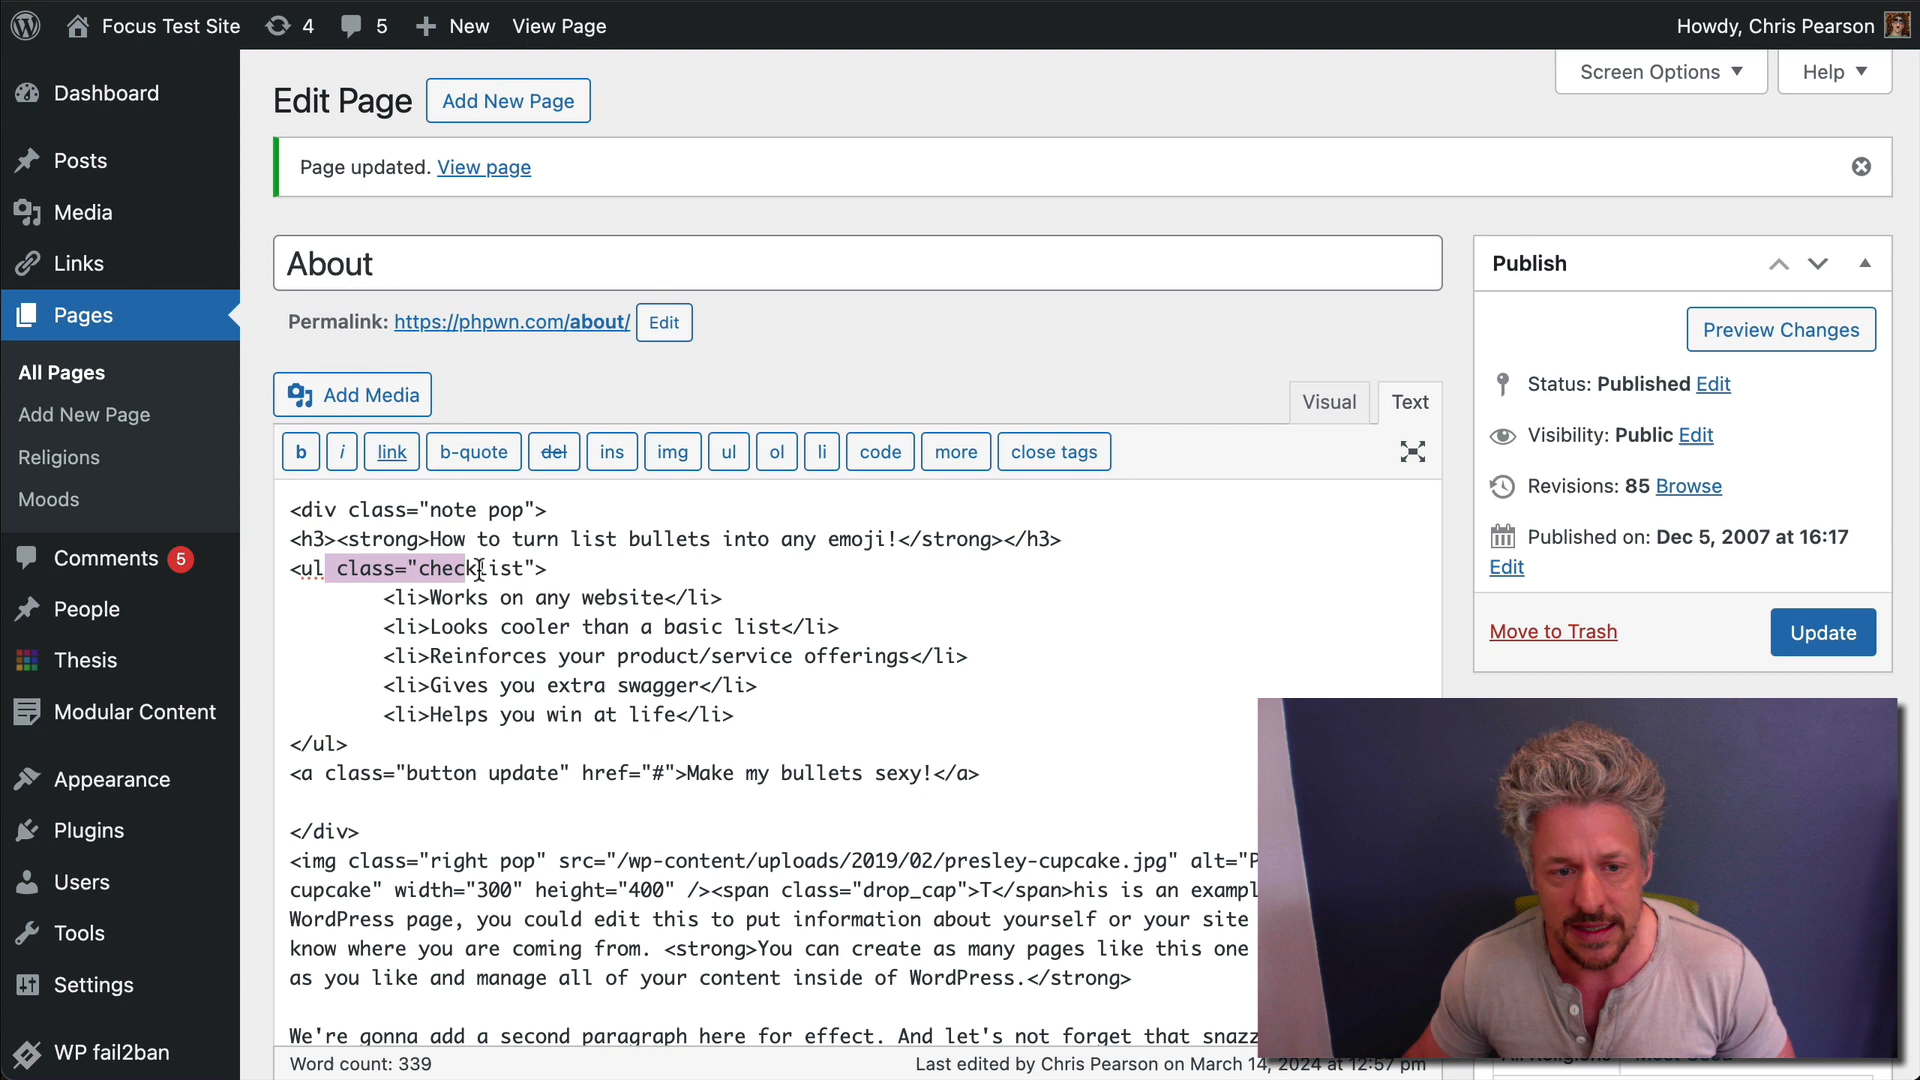 Focus Test Site 4 5 New View Page Howdy, Chris Pearson
Screen Options Help
Dashboard
Posts
Media
Links
Pages
All Pages
Add New Page
Religions
Moods
Comments 5
People
Thesis
Modular Content
Appearance
Plugins
Users
Tools
Settings
WP fail2ban
Edit Page Add New Page
Page updated. View page
About
Permalink: https://phpwn.com/about/ Edit
Add Media
Visual Text
b i link b-quote del ins img ul ol li code more close tags
<div class="note pop">
<h3><strong>How to turn list bullets into any emoji!</strong></h3>
<ul class="checklist">
<li>Works on any website</li>
<li>Looks cooler than a basic list</li>
<li>Reinforces your product/service offerings</li>
<li>Gives you extra swagger</li>
<li>Helps you win at life</li>
</ul>
<a class="button update" href="#">Make my bullets sexy!</a>
</div>
<img class="right pop" src="/wp-content/uploads/2019/02/presley-cupcake.jpg" alt="P
cupcake" width="300" height="400" /><span class="drop_cap">T</span>his is an exampl
WordPress page, you could edit this to put information about yourself or your site
know where you are coming from. <strong>You can create as many pages like this one
as you like and manage all of your content inside of WordPress.</strong>
We're gonna add a second paragraph here for effect. And let's not forget that snazz
Word count: 339
Last edited by Chris Pearson on March 14, 2024 at 12:57 pm
Publish
Preview Changes
Status: Published Edit
Visibility: Public Edit
Revisions: 85 Browse
Published on: Dec 5, 2007 at 16:17
Edit
Move to Trash Update